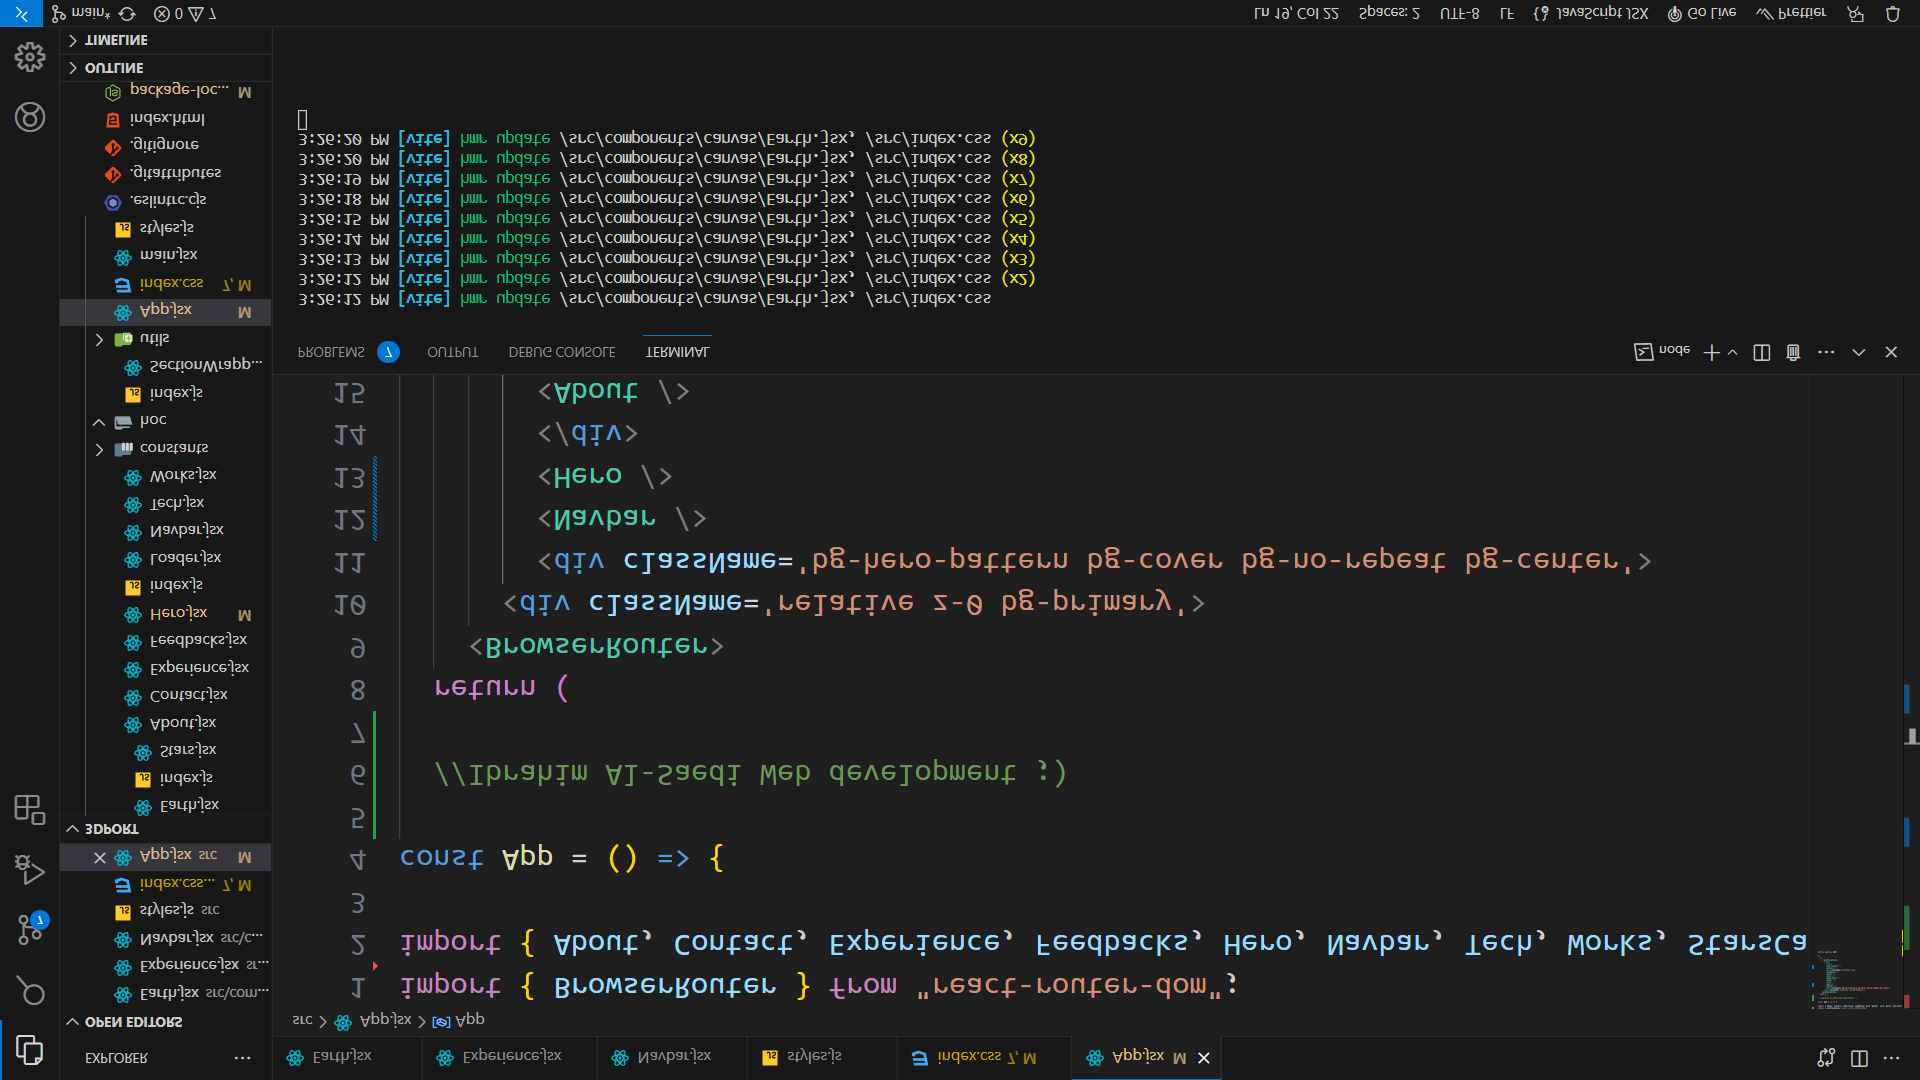 EXPLORER
OPEN EDITORS
Earth.jsx src/com...
Experience.jsx sr...
Navbar.jsx src/c...
styles.js src
index.css... 7, M
App.jsx src M
3DPORT
Earth.jsx
index.js
Stars.jsx
About.jsx
Contact.jsx
Experience.jsx
Feedbacks.jsx
Hero.jsx M
index.js
Loader.jsx
Navbar.jsx
Tech.jsx
Works.jsx
constants
hoc
index.js
SectionWrapp...
utils
App.jsx M
index.css 7, M
main.jsx
styles.js
.eslintrc.cjs
.gitattributes
.gitignore
index.html
package-loc... M
OUTLINE
TIMELINE
7
Earth.jsx
Experience.jsx
Navbar.jsx
styles.js
index.css 7, M
App.jsx M
src > App.jsx > App
1 import { BrowserRouter } from "react-router-dom";
2 import { About, Contact, Experience, Feedbacks, Hero, Navbar, Tech, Works, StarsCa
3
4 const App = () => {
5
6 //Ibrahim Al-Saedi Web development ;)
7
8 return (
9 <BrowserRouter>
10 <div className='relative z-0 bg-primary'>
11 <div className='bg-hero-pattern bg-cover bg-no-repeat bg-center'>
12 <Navbar />
13 <Hero />
14 </div>
15 <About />
PROBLEMS 7 OUTPUT DEBUG CONSOLE TERMINAL node
3:26:12 PM [vite] hmr update /src/components/canvas/Earth.jsx, /src/index.css
3:26:12 PM [vite] hmr update /src/components/canvas/Earth.jsx, /src/index.css (x2)
3:26:13 PM [vite] hmr update /src/components/canvas/Earth.jsx, /src/index.css (x3)
3:26:14 PM [vite] hmr update /src/components/canvas/Earth.jsx, /src/index.css (x4)
3:26:15 PM [vite] hmr update /src/components/canvas/Earth.jsx, /src/index.css (x5)
3:26:18 PM [vite] hmr update /src/components/canvas/Earth.jsx, /src/index.css (x6)
3:26:19 PM [vite] hmr update /src/components/canvas/Earth.jsx, /src/index.css (x7)
3:26:20 PM [vite] hmr update /src/components/canvas/Earth.jsx, /src/index.css (x8)
3:26:20 PM [vite] hmr update /src/components/canvas/Earth.jsx, /src/index.css (x9)
main* 0 7 Ln 19, Col 22 Spaces: 2 UTF-8 LF JavaScript JSX Go Live Prettier